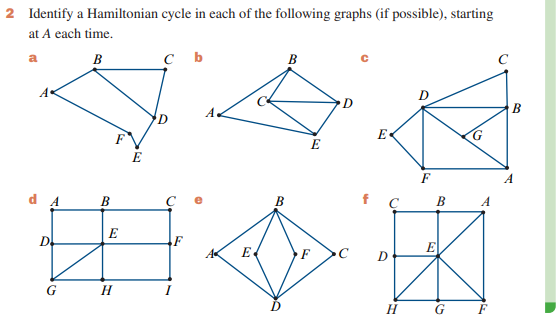 2 Identify a Hamiltonian cycle in each of the following graphs (if possible), starting
at A each time.
a B C b B c C
A C D D B
A E G
D
F E E F A
d A B C e B f C B A
D E F A E F C D E
G H I D H G F